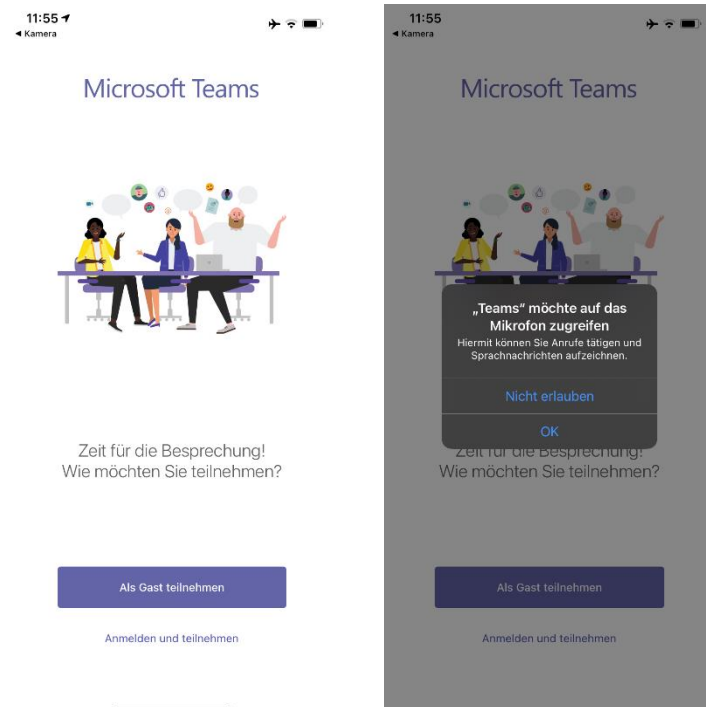 11:55
◀ Kamera
Microsoft Teams
Zeit für die Besprechung!
Wie möchten Sie teilnehmen?
Als Gast teilnehmen
Anmelden und teilnehmen
11:55
◀ Kamera
Microsoft Teams
„Teams“ möchte auf das
Mikrofon zugreifen
Hiermit können Sie Anrufe tätigen und
Sprachnachrichten aufzeichnen.
Nicht erlauben
OK
Zeit für die Besprechung!
Wie möchten Sie teilnehmen?
Als Gast teilnehmen
Anmelden und teilnehmen